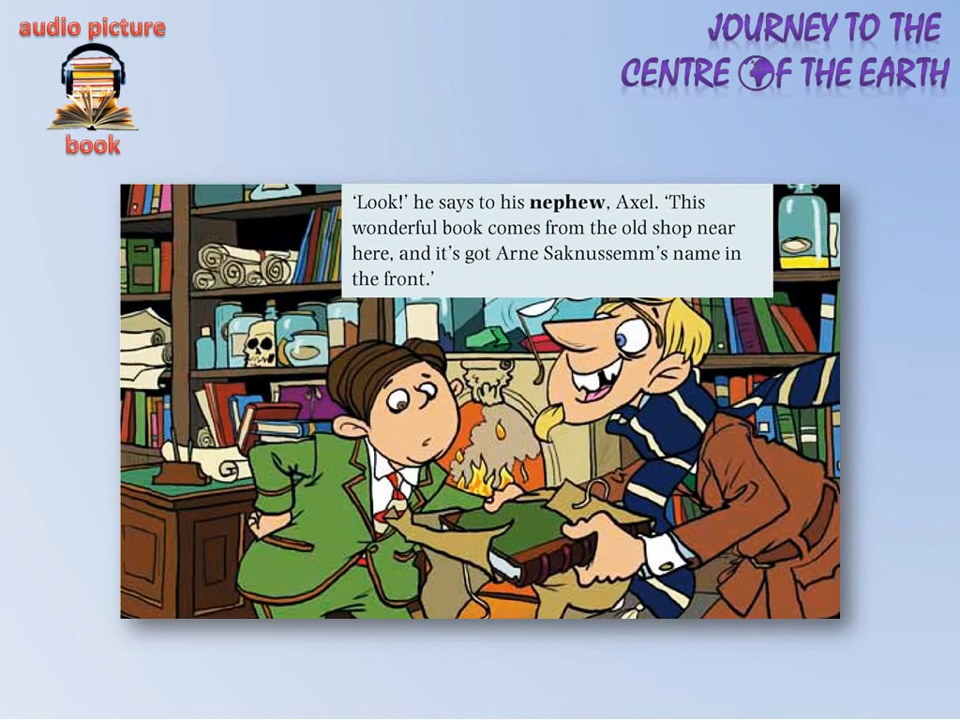 audio picture
book
JOURNEY TO THE
CENTRE OF THE EARTH
‘Look!’ he says to his nephew, Axel. ‘This
wonderful book comes from the old shop near
here, and it’s got Arne Saknussemm’s name in
the front.’